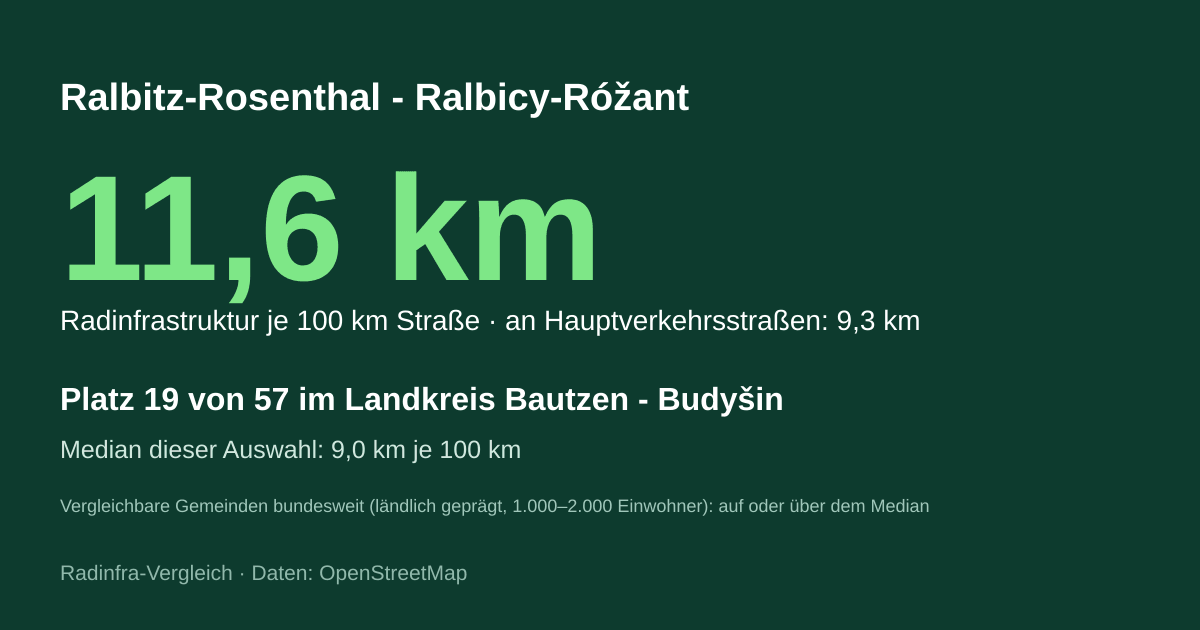 Ralbitz-Rosenthal - Ralbicy-Róžant
11,6 km
Radinfrastruktur je 100 km Straße · an Hauptverkehrsstraßen: 9,3 km
Platz 19 von 57 im Landkreis Bautzen - Budyšin
Median dieser Auswahl: 9,0 km je 100 km
Vergleichbare Gemeinden bundesweit (ländlich geprägt, 1.000–2.000 Einwohner): auf oder über dem Median
Radinfra-Vergleich · Daten: OpenStreetMap